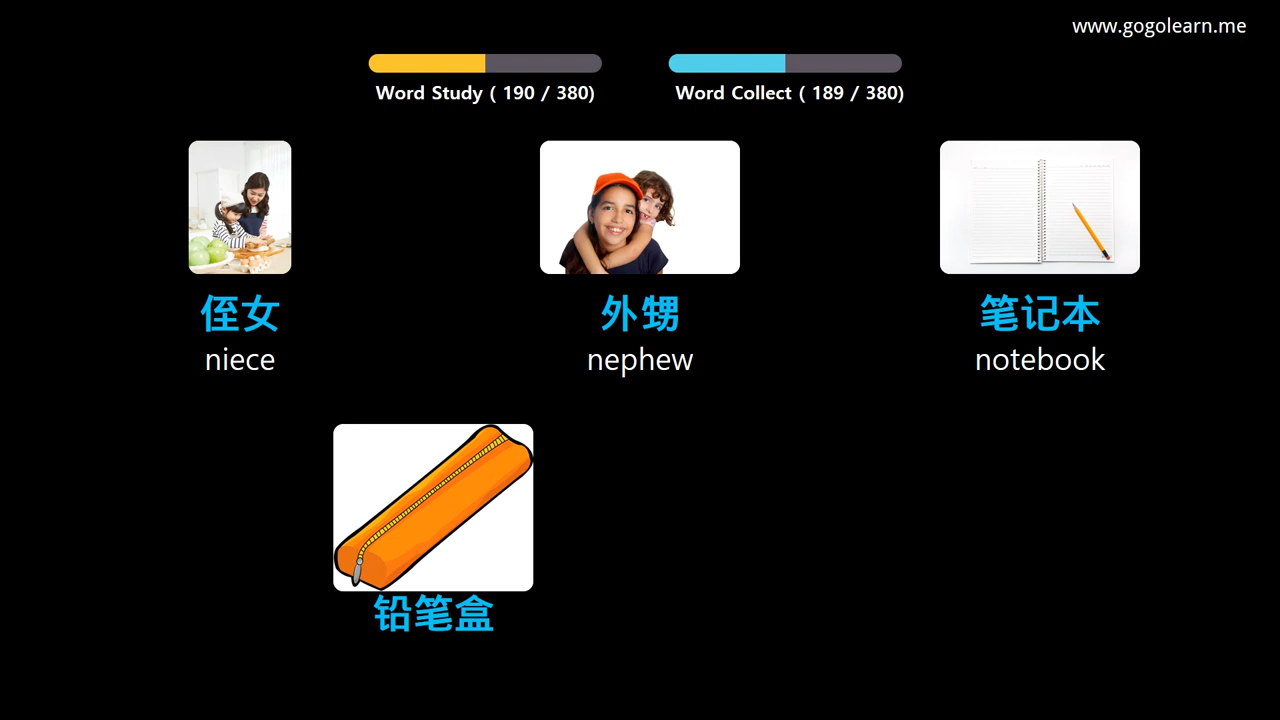 www.gogolearn.me
Word Study ( 190 / 380)
Word Collect ( 189 / 380)
侄女
niece
外甥
nephew
笔记本
notebook
铅笔盒